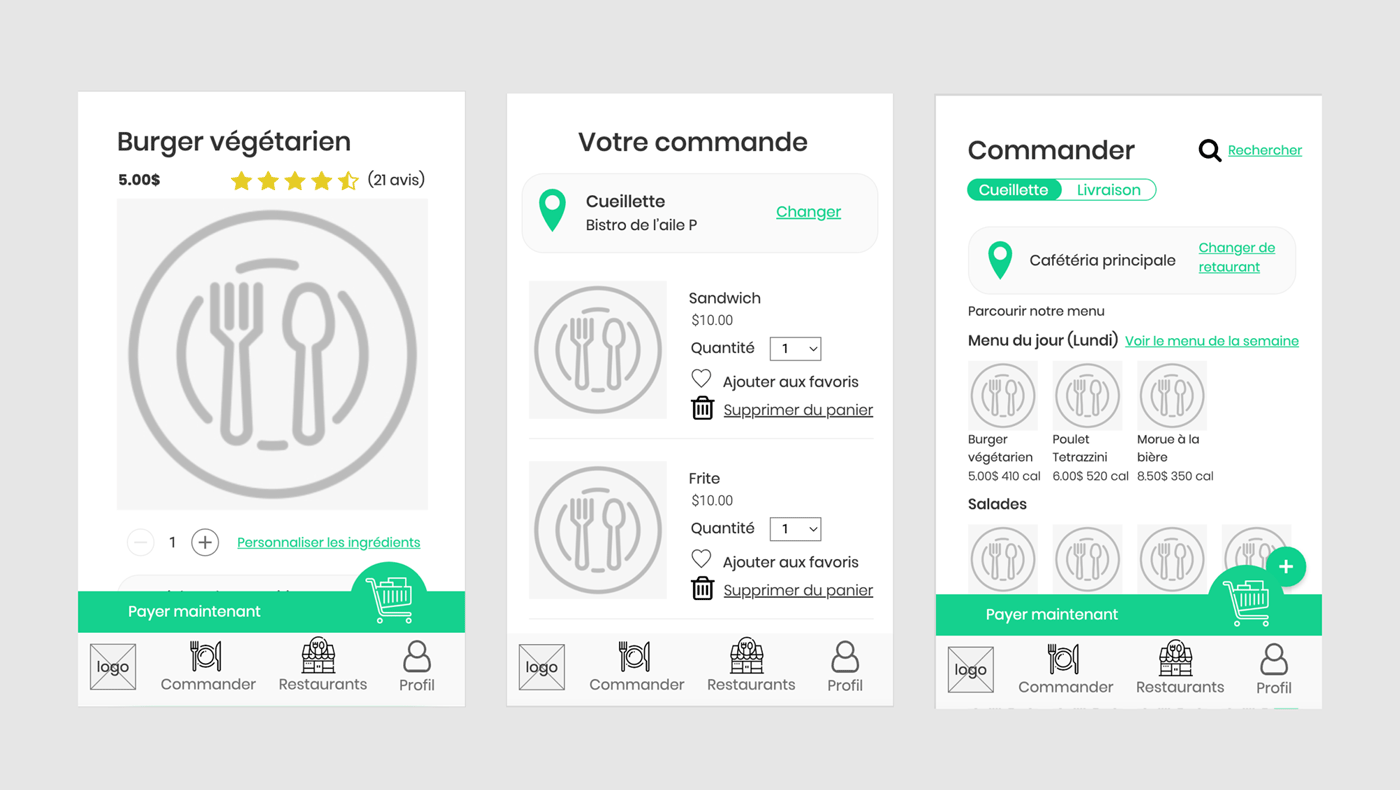 Burger végétarien
5.00$ (21 avis)
1 Personnaliser les ingrédients
Payer maintenant
logo Commander Restaurants Profil
Votre commande
Cueillette
Bistro de l'aile P
Changer
Sandwich
$10.00
Quantité 1
Ajouter aux favoris
Supprimer du panier
Frite
$10.00
Quantité 1
Ajouter aux favoris
Supprimer du panier
logo Commander Restaurants Profil
Commander Rechercher
Cueillette Livraison
Cafétéria principale
Changer de
retaurant
Parcourir notre menu
Menu du jour (Lundi) Voir le menu de la semaine
Burger
végétarien
5.00$ 410 cal
Poulet
Tetrazzini
6.00$ 520 cal
Morue à la
bière
8.50$ 350 cal
Salades
Payer maintenant
logo Commander Restaurants Profil